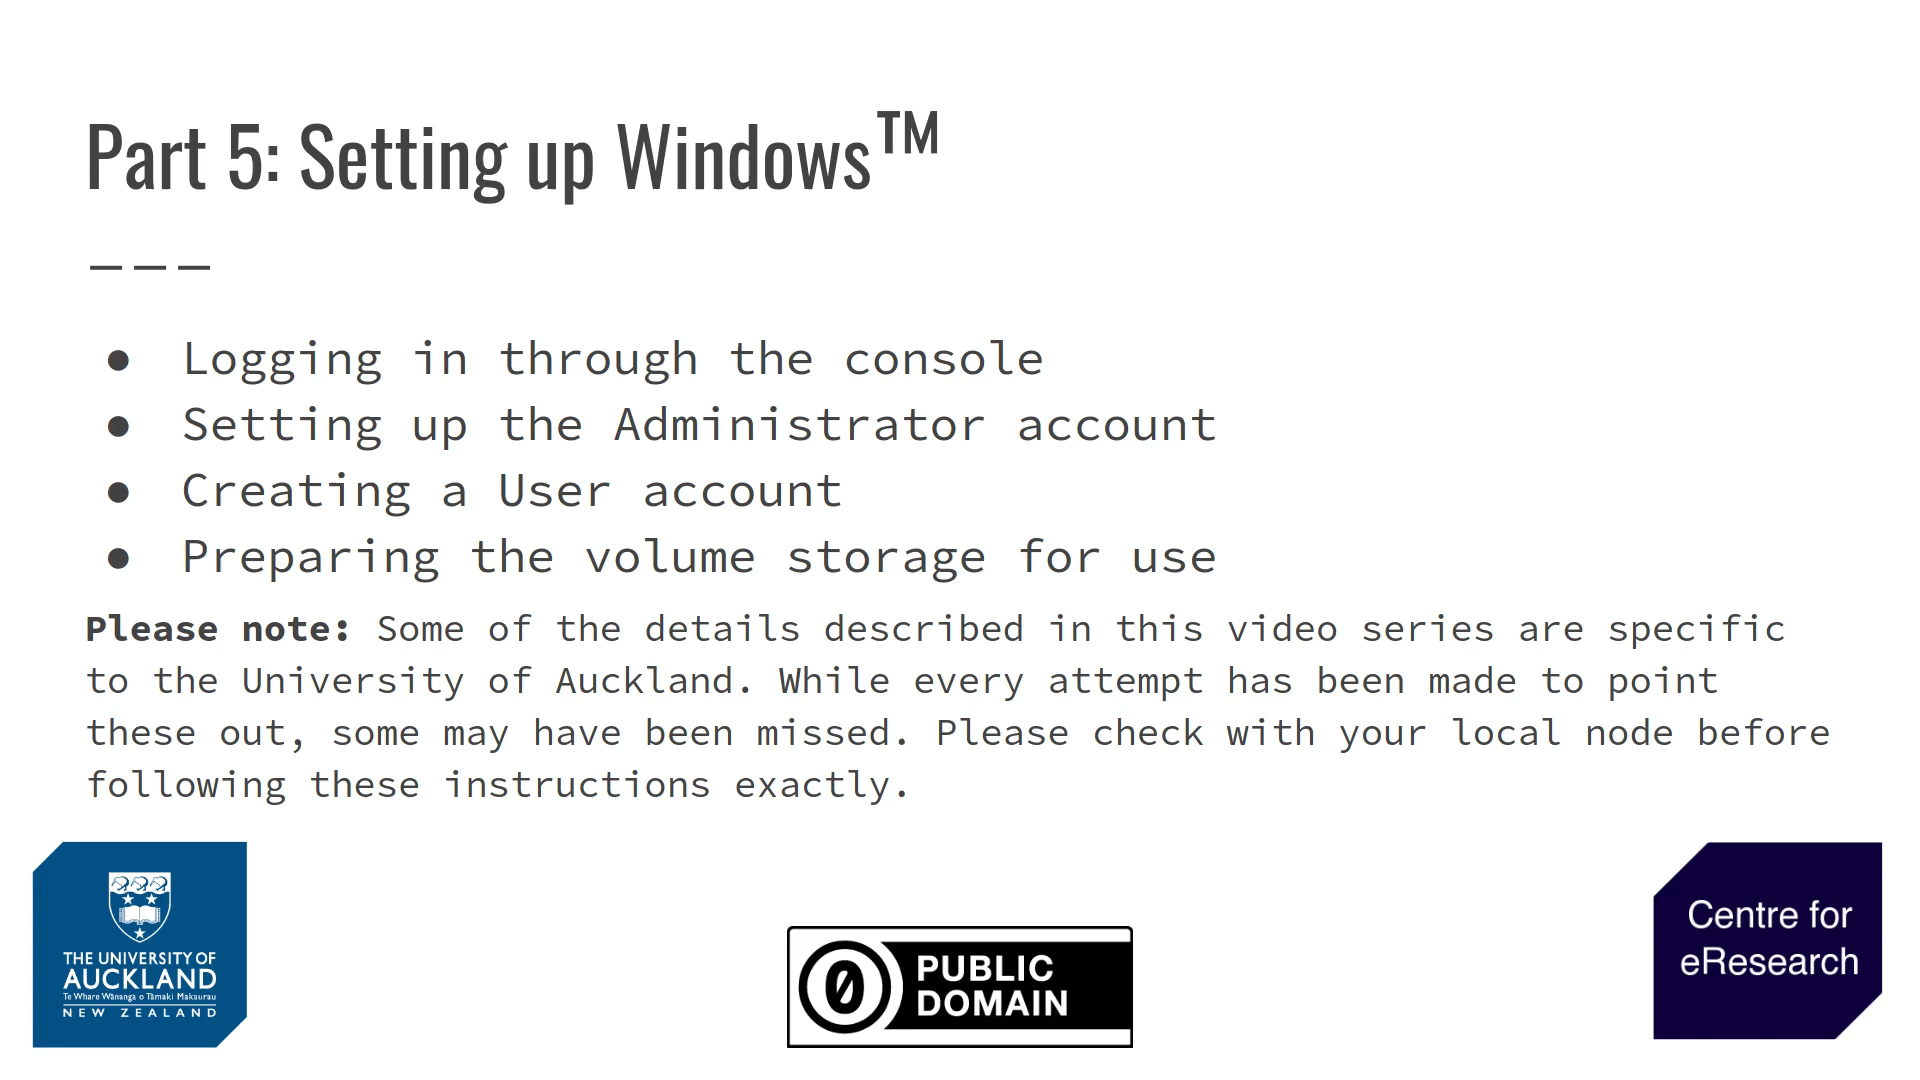 Part 5: Setting up Windows™
● Logging in through the console
● Setting up the Administrator account
● Creating a User account
● Preparing the volume storage for use
Please note: Some of the details described in this video series are specific
to the University of Auckland. While every attempt has been made to point
these out, some may have been missed. Please check with your local node before
following these instructions exactly.
THE UNIVERSITY OF
AUCKLAND
Te Whare Wānanga o Tāmaki Makaurau
NEW ZEALAND
0 PUBLIC
DOMAIN
Centre for
eResearch